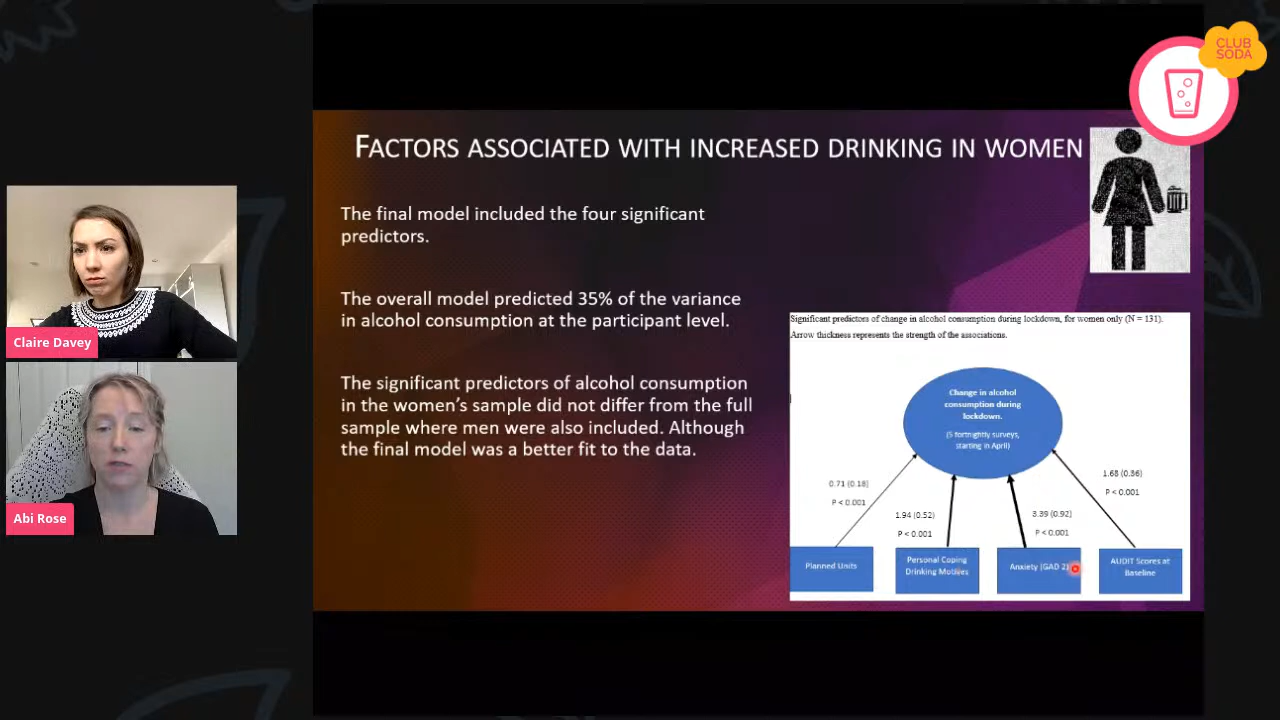 CLUB
SODA
FACTORS ASSOCIATED WITH INCREASED DRINKING IN WOMEN
The final model included the four significant
predictors.
The overall model predicted 35% of the variance
in alcohol consumption at the participant level.
The significant predictors of alcohol consumption
in the women's sample did not differ from the full
sample where men were also included. Although
the final model was a better fit to the data.
Claire Davey
Abi Rose
Significant predictors of change in alcohol consumption during lockdown, for women only (N = 131).
Arrow thickness represents the strength of the associations.
Change in alcohol
consumption during
lockdown.
(5 fortnightly surveys,
starting in April)
0.71 (0.18)
P < 0.001
1.94 (0.52)
P < 0.001
3.39 (0.92)
P < 0.001
1.68 (0.36)
P < 0.001
Planned Units
Personal Coping
Drinking Motives
Anxiety (GAD 2)
AUDIT Scores at
Baseline